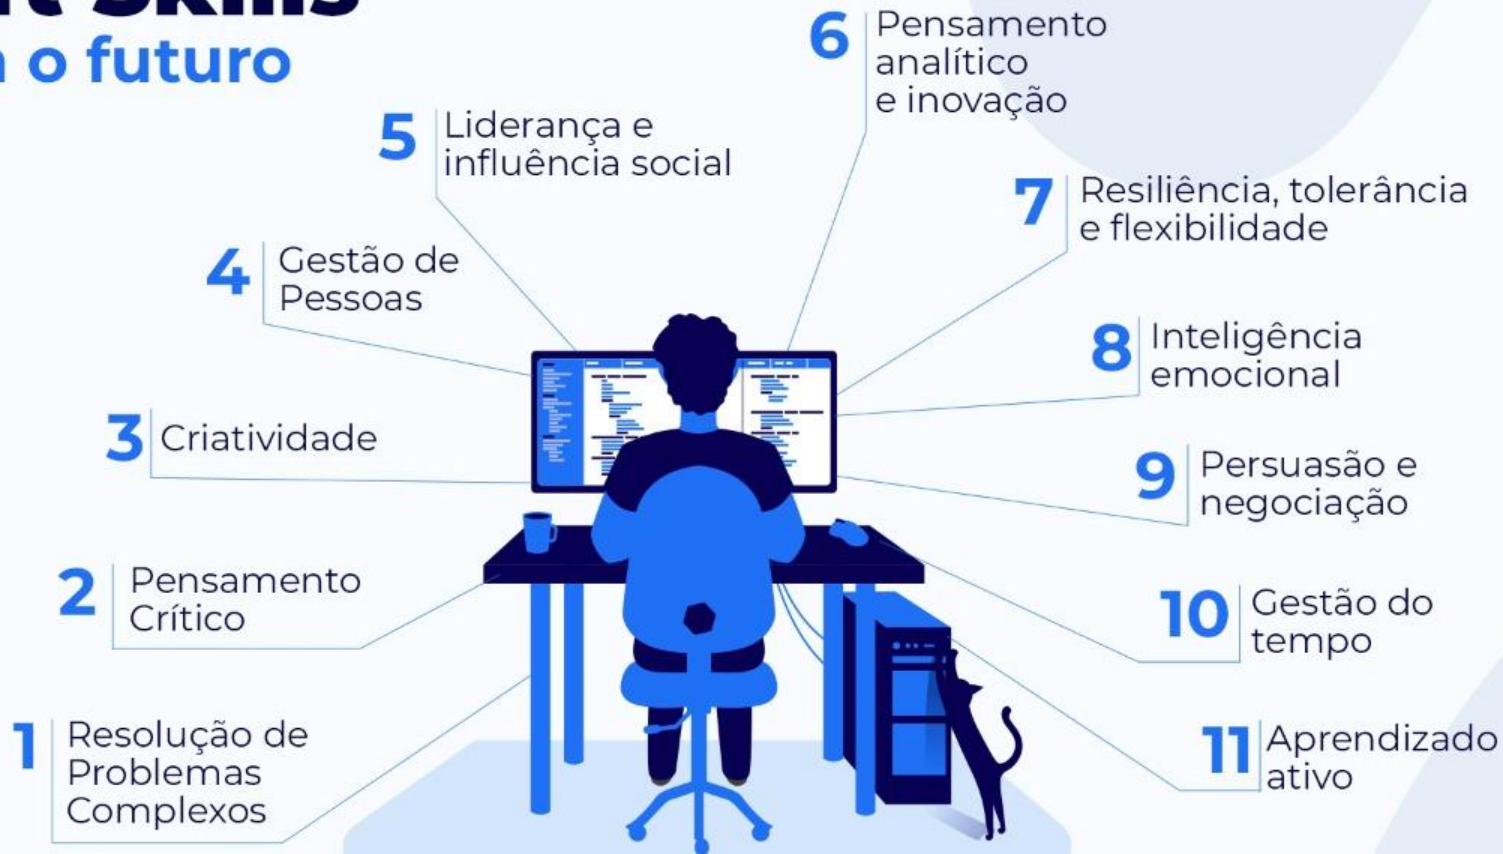 Skills
o futuro
1
Resolução de
Problemas
Complexos
2
Pensamento
Crítico
3
Criatividade
4
Gestão de
Pessoas
5
Liderança e
influência social
6
Pensamento
analítico
e inovação
7
Resiliência, tolerância
e flexibilidade
8
Inteligência
emocional
9
Persuasão e
negociação
10
Gestão do
tempo
11
Aprendizado
ativo